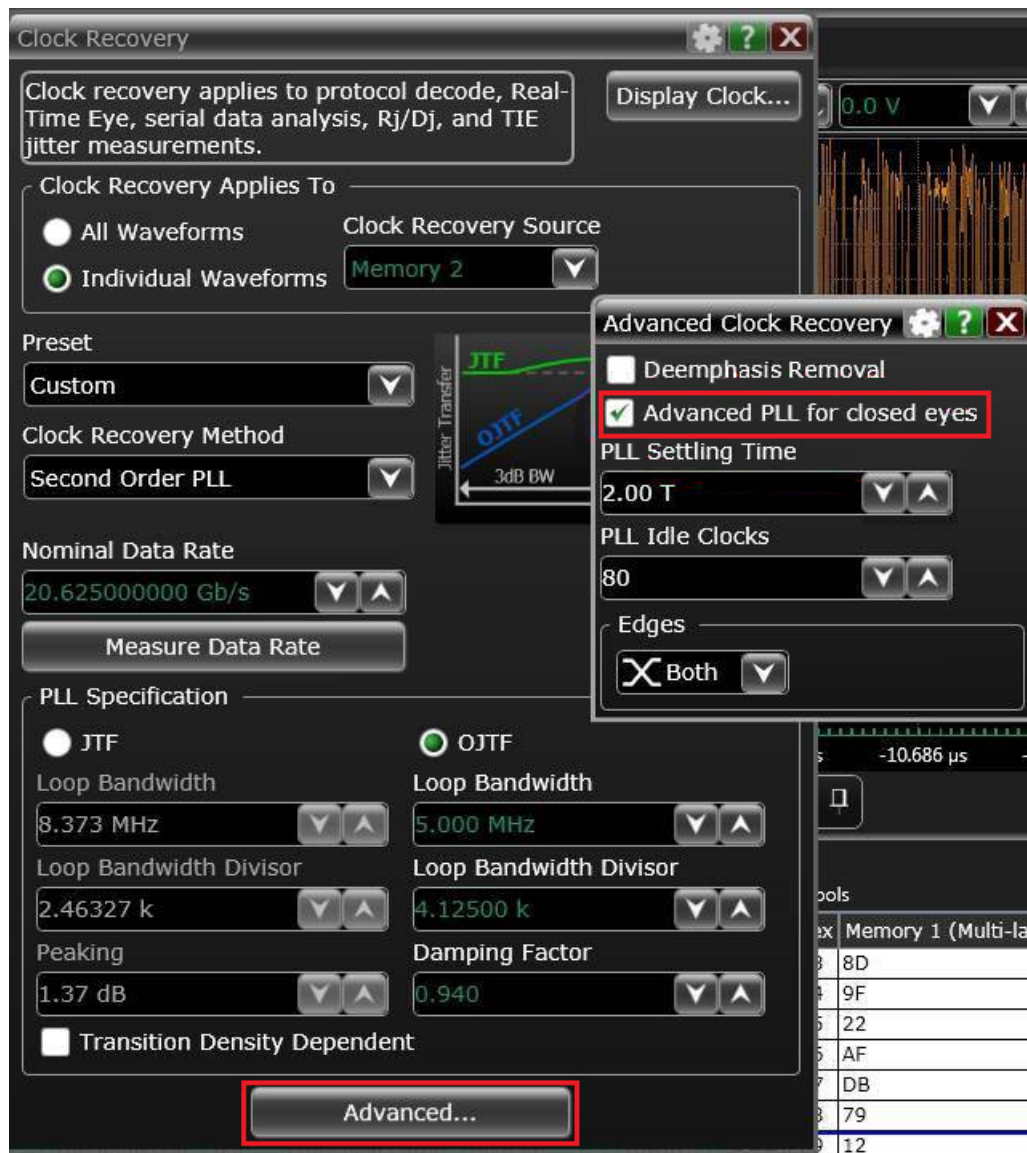 Clock Recovery
Clock recovery applies to protocol decode, Real-
Time Eye, serial data analysis, Rj/Dj, and TIE
jitter measurements.
Display Clock...
0.0 V
Clock Recovery Applies To
All Waveforms
Individual Waveforms
Clock Recovery Source
Memory 2
Preset
Custom
Clock Recovery Method
Second Order PLL
Jitter Transfer
JTF
OJTF
3dB BW
Nominal Data Rate
20.625000000 Gb/s
Measure Data Rate
PLL Specification
JTF
Loop Bandwidth
8.373 MHz
Loop Bandwidth Divisor
2.46327 k
Peaking
1.37 dB
OJTF
Loop Bandwidth
5.000 MHz
Loop Bandwidth Divisor
4.12500 k
Damping Factor
0.940
Transition Density Dependent
Advanced...
Advanced Clock Recovery
Deemphasis Removal
Advanced PLL for closed eyes
PLL Settling Time
2.00 T
PLL Idle Clocks
80
Edges
Both
-10.686 µs
Memory 1 (Multi-la
8D
9F
22
AF
DB
79
12